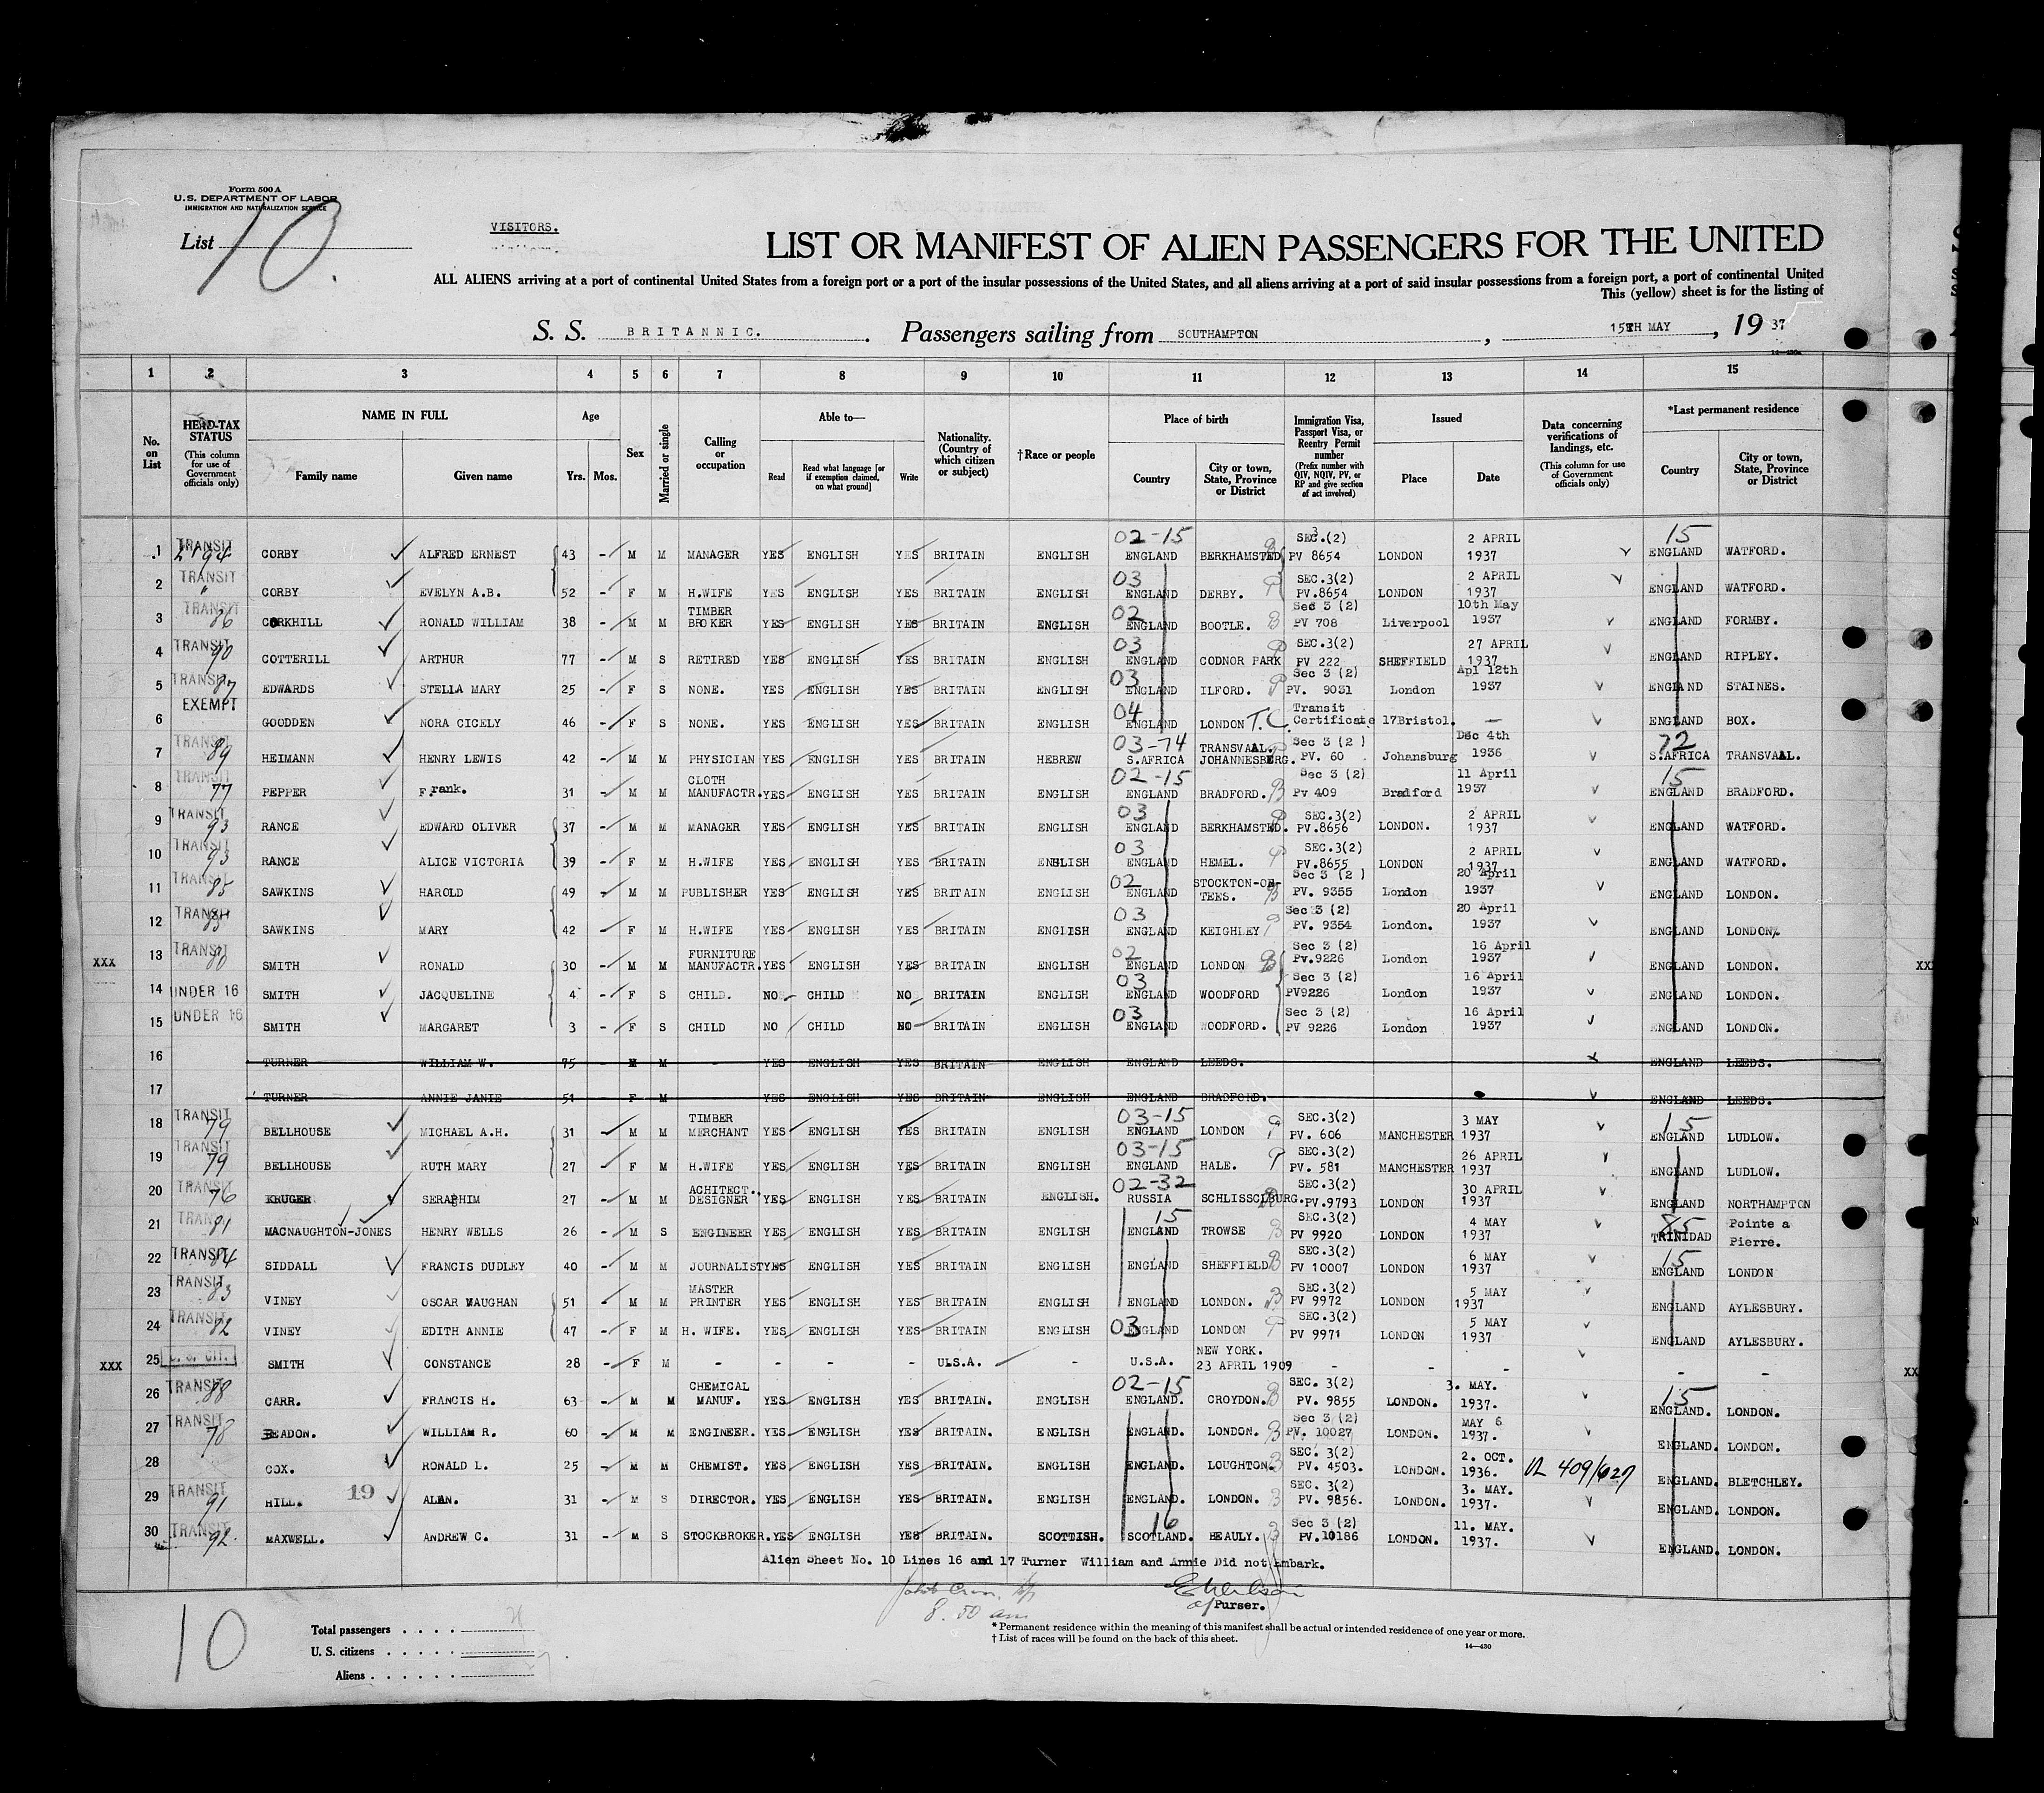 Form 500 A
U.S. DEPARTMENT OF LABOR
IMMIGRATION AND NATURALIZATION SERVICE
List 10.
VISITORS.
LIST OR MANIFEST OF ALIEN PASSENGERS FOR THE UNITED
ALL ALIENS arriving at a port of continental United States from a foreign port or a port of the insular possessions of the United States, and all aliens arriving at a port of said insular possessions from a foreign port, a port of continental United
This (yellow) sheet is for the listing of
S. S. BRITANNIC. Passengers sailing from SOUTHAMPTON, 15TH MAY, 19 37
1 2 3 4 5 6 7 8 9 10 11 12 13 14 15
No. on List
HEAD-TAX STATUS (This column for use of Government officials only)
NAME IN FULL Family name Given name
Age Yrs. Mos.
Sex
Married or single
Calling or occupation
Able to— Read Read what language [or if exemption claimed, on what ground] Write
Nationality. (Country of which citizen or subject)
†Race or people
Place of birth Country City or town, State, Province or District
Immigration Visa, Passport Visa, or Reentry Permit number (Prefix number with QIV, NQIV, PV, or RP and give section of act involved)
Issued Place Date
Data concerning verifications of landings, etc. (This column for use of Government officials only)
*Last permanent residence Country City or town, State, Province or District
1 TRANSIT CORBY ALFRED ERNEST 43 - M M MANAGER YES ENGLISH YES BRITAIN ENGLISH 02-15 ENGLAND BERKHAMSTED SEC.3(2) PV 8654 LONDON 2 APRIL 1937 15 ENGLAND WATFORD.
2 TRANSIT " CORBY EVELYN A.B. 52 - F M H.WIFE YES ENGLISH YES BRITAIN ENGLISH 03 ENGLAND DERBY. SEC.3(2) PV.8654 LONDON 2 APRIL 1937 ENGLAND WATFORD.
3 TRANSIT 86 CORKHILL RONALD WILLIAM 38 - M M TIMBER BROKER YES ENGLISH YES BRITAIN ENGLISH 02 ENGLAND BOOTLE. Sec 3 (2) PV 708 Liverpool 10th May 1937 ENGLAND FORMBY.
4 TRANSIT 90 COTTERILL ARTHUR 77 - M S RETIRED YES ENGLISH YES BRITAIN ENGLISH 03 ENGLAND CODNOR PARK SEC.3(2) PV 222 SHEFFIELD 27 APRIL 1937 ENGLAND RIPLEY.
5 TRANSIT 87 EDWARDS STELLA MARY 25 - F S NONE. YES ENGLISH YES BRITAIN ENGLISH 03 ENGLAND ILFORD. Sec 3 (2) PV. 9031 London Apl 12th 1937 ENGLAND STAINES.
6 EXEMPT GOODDEN NORA CICELY 46 - F S NONE. YES ENGLISH YES BRITAIN ENGLISH 04 ENGLAND LONDON T.C. Transit Certificate 17 Bristol. — ENGLAND BOX.
7 TRANSIT 89 HEIMANN HENRY LEWIS 42 - M M PHYSICIAN YES ENGLISH YES BRITAIN HEBREW 03-74 S.AFRICA TRANSVAAL. JOHANNESBERG. Sec 3 (2) PV. 60 Johansburg Dec 4th 1936 72 S.AFRICA TRANSVAAL.
8 TRANSIT 77 PEPPER F.rank. 31 - M M CLOTH MANUFACTR. YES ENGLISH YES BRITAIN ENGLISH 02-15 ENGLAND BRADFORD. Sec 3 (2) Pv 409 Bradford 11 April 1937 15 ENGLAND BRADFORD.
9 TRANSIT 93 RANCE EDWARD OLIVER 37 - M M MANAGER YES ENGLISH YES BRITAIN ENGLISH 03 ENGLAND BERKHAMSTED. SEC.3(2) PV.8656 LONDON. 2 APRIL 1937 ENGLAND WATFORD.
10 TRANSIT 93 RANCE ALICE VICTORIA 39 - F M H.WIFE YES ENGLISH YES BRITAIN ENGLISH 03 ENGLAND HEMEL. SEC.3(2) PV.8655 LONDON 2 APRIL 1937 ENGLAND WATFORD.
11 TRANSIT 85 SAWKINS HAROLD 49 - M M PUBLISHER YES ENGLISH YES BRITAIN ENGLISH 02 ENGLAND STOCKTON-ON-TEES. Sec 3 (2) PV. 9355 London 20 April 1937 ENGLAND LONDON.
12 TRANSIT 85 SAWKINS MARY 42 - F M H.WIFE YES ENGLISH YES BRITAIN ENGLISH 03 ENGLAND KEIGHLEY Sec 3 (2) PV. 9354 London. 20 April 1937 ENGLAND LONDON.
XXX 13 TRANSIT 80 SMITH RONALD 30 - M M FURNITURE MANUFACTR. YES ENGLISH YES BRITAIN ENGLISH 02 ENGLAND LONDON Sec 3 (2) Pv.9226 London 16 April 1937 ENGLAND LONDON. XX
14 UNDER 16 SMITH JACQUELINE 4 - F S CHILD. NO - CHILD NO BRITAIN ENGLISH 03 ENGLAND WOODFORD Sec 3 (2) PV9226 London 16 April 1937 ENGLAND LONDON.
15 UNDER 16 SMITH MARGARET 3 - F S CHILD NO CHILD NO BRITAIN ENGLISH 03 ENGLAND WOODFORD. Sec 3 (2) PV 9226 London 16 April 1937 ENGLAND LONDON.
16 TURNER WILLIAM W. 75 M M - YES ENGLISH YES BRITAIN ENGLISH ENGLAND LEEDS. ENGLAND LEEDS.
17 TURNER ANNIE JANIE 51 F M YES ENGLISH YES BRITAIN ENGLISH ENGLAND BRADFORD. ENGLAND LEEDS.
18 TRANSIT 79 BELLHOUSE MICHAEL A.H. 31 - M M TIMBER MERCHANT YES ENGLISH YES BRITAIN ENGLISH 03-15 ENGLAND LONDON SEC.3(2) PV. 606 MANCHESTER 3 MAY 1937 15 ENGLAND LUDLOW.
19 TRANSIT 79 BELLHOUSE RUTH MARY 27 - F M H.WIFE YES ENGLISH YES BRITAIN ENGLISH 03-15 ENGLAND HALE. SEC.3(2) PV. 581 MANCHESTER 26 APRIL 1937 ENGLAND LUDLOW.
20 TRANSIT 76 KRUGER SERAPHIM 27 - M M ACHITECT., DESIGNER YES ENGLISH YES BRITAIN ENGLISH. 02-32 RUSSIA SCHLISSCLBURG. SEC.3(2) PV.9793 LONDON 30 APRIL 1937 ENGLAND NORTHAMPTON
21 TRANSIT 81 MACNAUGHTON-JONES HENRY WELLS 26 - M S ENGINEER YES ENGLISH YES BRITAIN ENGLISH 15 ENGLAND TROWSE SEC.3(2) PV 9920 LONDON 4 MAY 1937 85 TRINIDAD Pointe a Pierre.
22 TRANSIT 84 SIDDALL FRANCIS DUDLEY 40 - M M JOURNALIST YES ENGLISH YES BRITAIN ENGLISH ENGLAND SHEFFIELD SEC.3(2) PV 10007 LONDON 6 MAY 1937 15 ENGLAND LONDON
23 TRANSIT 83 VINEY OSCAR VAUGHAN 51 - M M MASTER PRINTER YES ENGLISH YES BRITAIN ENGLISH ENGLAND LONDON. SEC.3(2) PV 9972 LONDON 5 MAY 1937 ENGLAND AYLESBURY.
24 TRANSIT 82 VINEY EDITH ANNIE 47 - F M H. WIFE. YES ENGLISH YES BRITAIN ENGLISH 03 ENGLAND LONDON SEC.3(2) PV 9971 LONDON 5 MAY 1937 ENGLAND AYLESBURY.
XXX 25 U.S. CIT. SMITH CONSTANCE 28 - F M - - - - U.S.A. - U.S.A. NEW YORK. 23 APRIL 1909 - - - - - XX
26 TRANSIT 88 CARR. FRANCIS H. 63 - M M CHEMICAL MANUF. YES ENGLISH YES BRITAIN. ENGLISH 02-15 ENGLAND. CROYDON. SEC. 3(2) PV. 9855 LONDON. 3. MAY. 1937. 15 ENGLAND. LONDON.
27 TRANSIT 78 READON. WILLIAM R. 60 - M M ENGINEER. YES ENGLISH YES BRITAIN. ENGLISH ENGLAND. LONDON. Sec 3 (2) PV. 10027 LONDON. MAY 6 1937. ENGLAND. LONDON.
28 COX. RONALD L. 25 - M M CHEMIST. YES ENGLISH YES BRITAIN. ENGLISH ENGLAND. LOUGHTON. SEC. 3(2) PV. 4503. LONDON. 2. OCT. 1936. ENGLAND. BLETCHLEY.
29 TRANSIT 91 HILL. 19 ALAN. 31 - M S DIRECTOR. YES ENGLISH YES BRITAIN. ENGLISH ENGLAND. LONDON. SEC. 3(2) PV. 9856. LONDON. 3. MAY. 1937. ENGLAND. LONDON.
30 TRANSIT 92 MAXWELL. ANDREW C. 31 - M S STOCKBROKER. YES ENGLISH YES BRITAIN. SCOTTISH. 16 SCOTLAND. BEAULY. Sec 3 (2) PV. 10186 LONDON. 11. MAY. 1937. ENGLAND. LONDON.
Alien Sheet No. 10 Lines 16 and 17 Turner William and Annie Did not Embark.
8.50 am
Purser.
10
Total passengers
U. S. citizens
Aliens
* Permanent residence within the meaning of this manifest shall be actual or intended residence of one year or more.
† List of races will be found on the back of this sheet.
14—430